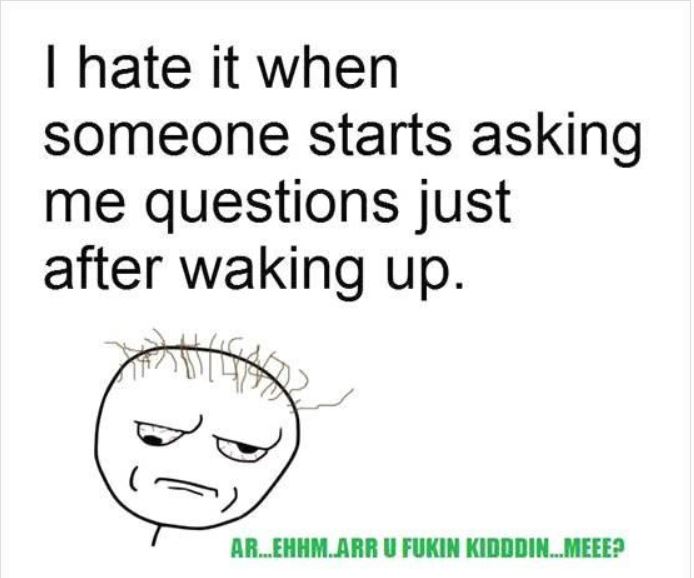 I hate it when
someone starts asking
me questions just
after waking up.
AR...EHHM..ARR U FUKIN KIDDDIN...MEEE?